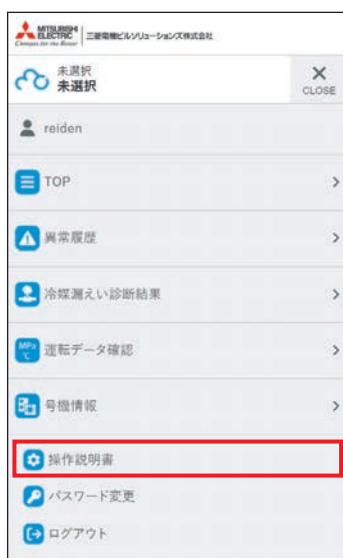 MITSUBISHI
ELECTRIC
Changes for the Better
三菱電機ビルソリューションズ株式会社
未選択
未選択
CLOSE
reiden
TOP
異常履歴
冷媒漏えい診断結果
MPa
℃
運転データ確認
号機情報
操作説明書
パスワード変更
ログアウト